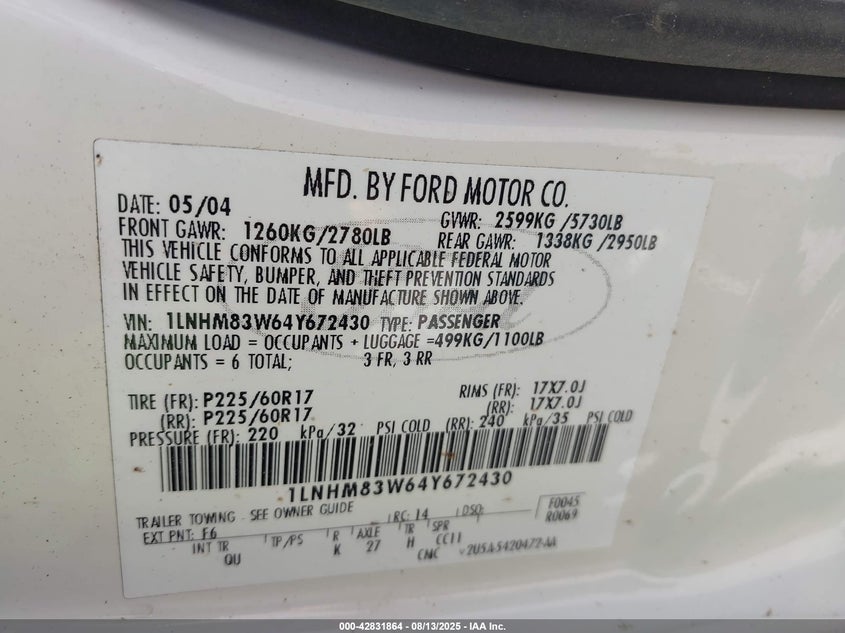 MFD. BY FORD MOTOR CO.
DATE: 05/04 GVWR: 2599KG /5730LB
FRONT GAWR: 1260KG/2780LB REAR GAWR: 1338KG /2950LB
THIS VEHICLE CONFORMS TO ALL APPLICABLE FEDERAL MOTOR
VEHICLE SAFETY, BUMPER, AND THEFT PREVENTION STANDARDS
IN EFFECT ON THE DATE OF MANUFACTURE SHOWN ABOVE.
VIN: 1LNHM83W64Y672430 TYPE: PASSENGER
MAXIMUM LOAD = OCCUPANTS + LUGGAGE =499KG/1100LB
OCCUPANTS = 6 TOTAL; 3 FR, 3 RR
TIRE (FR): P225/60R17 RIMS (FR): 17X7.0J
(RR): P225/60R17 (RR): 17X7.0J
PRESSURE (FR): 220 kPa/32 PSI COLD (RR): 240 kPa/35 PSI COLD
1LNHM83W64Y672430
TRAILER TOWING - SEE OWNER GUIDE RC: 14 DSO: F0045
EXT PNT: F6 R0069
INT TR TP/PS R AXLE TR SPR
QU K 27 H CC11
CMC 2U5A-5420472-AA
000-42831864 - 08/13/2025 - IAA Inc.